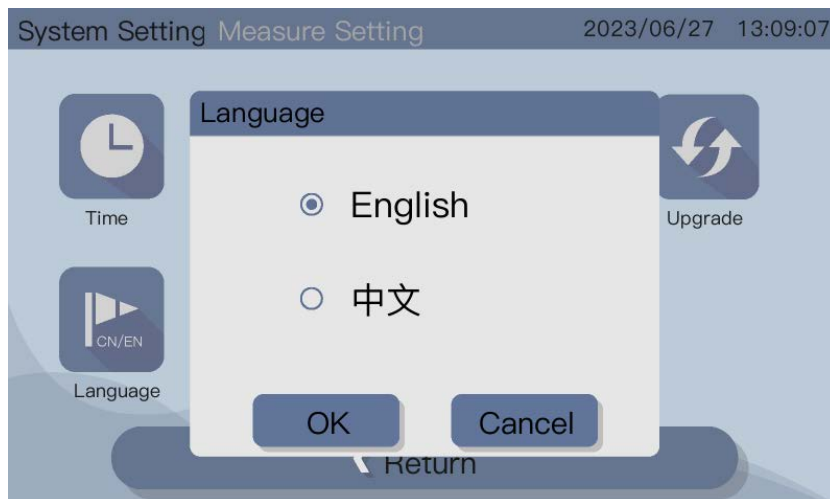 System Setting Measure Setting 2023/06/27 13:09:07
Language
English
中文
OK Cancel
Time
Upgrade
CN/EN
Language
Return